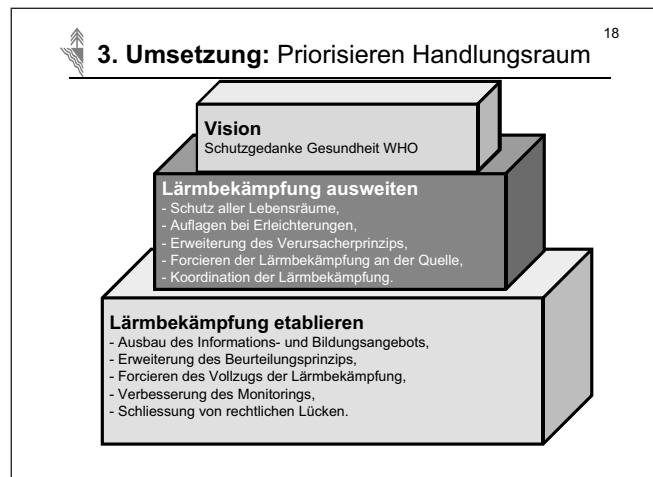 18
3. Umsetzung: Priorisieren Handlungsraum
Vision
Schutzgedanke Gesundheit WHO
Lärmbekämpfung ausweiten
- Schutz aller Lebensräume,
- Auflagen bei Erleichterungen,
- Erweiterung des Verursacherprinzips,
- Forcieren der Lärmbekämpfung an der Quelle,
- Koordination der Lärmbekämpfung.
Lärmbekämpfung etablieren
- Ausbau des Informations- und Bildungsangebots,
- Erweiterung des Beurteilungsprinzips,
- Forcieren des Vollzugs der Lärmbekämpfung,
- Verbesserung des Monitorings,
- Schliessung von rechtlichen Lücken.